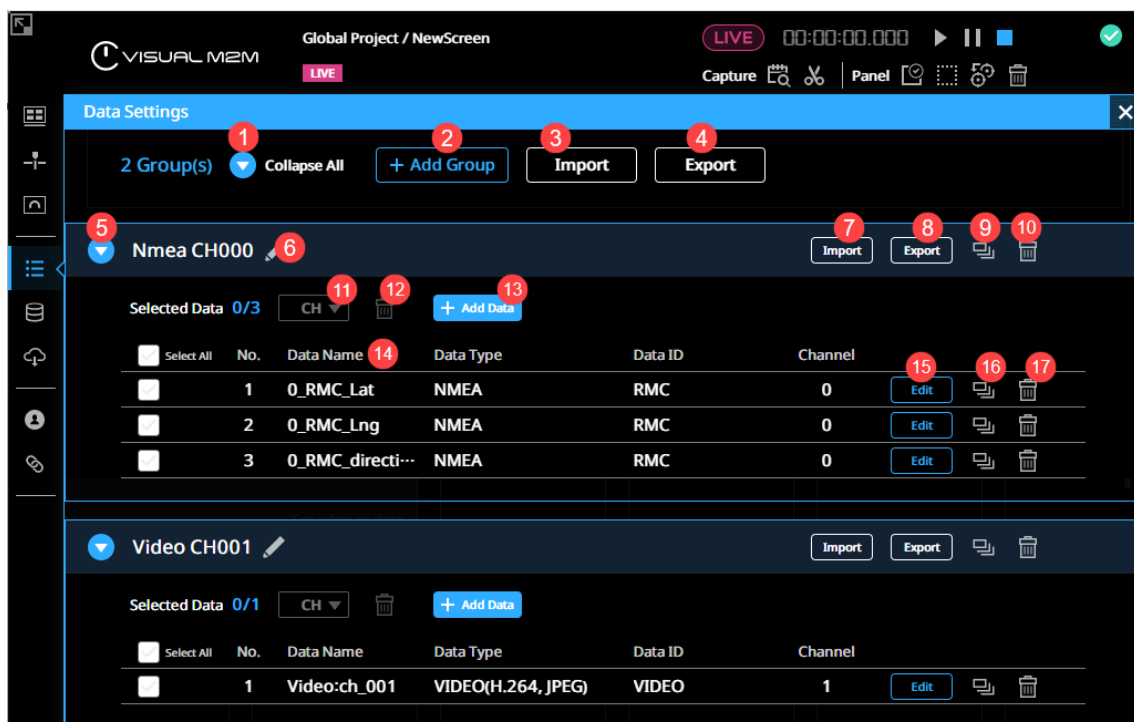 VISUAL M2M
Global Project / NewScreen
LIVE
LIVE 00:00:00.000
Capture Panel
Data Settings
1 2 3 4
2 Group(s) Collapse All + Add Group Import Export
5 6 7 8 9 10
Nmea CH000 Import Export
11 12 13
Selected Data 0/3 CH + Add Data
14
Select All No. Data Name Data Type Data ID Channel
15 16 17
1 0_RMC_Lat NMEA RMC 0 Edit
2 0_RMC_Lng NMEA RMC 0 Edit
3 0_RMC_directi··· NMEA RMC 0 Edit
Video CH001 Import Export
Selected Data 0/1 CH + Add Data
Select All No. Data Name Data Type Data ID Channel
1 Video:ch_001 VIDEO(H.264, JPEG) VIDEO 1 Edit